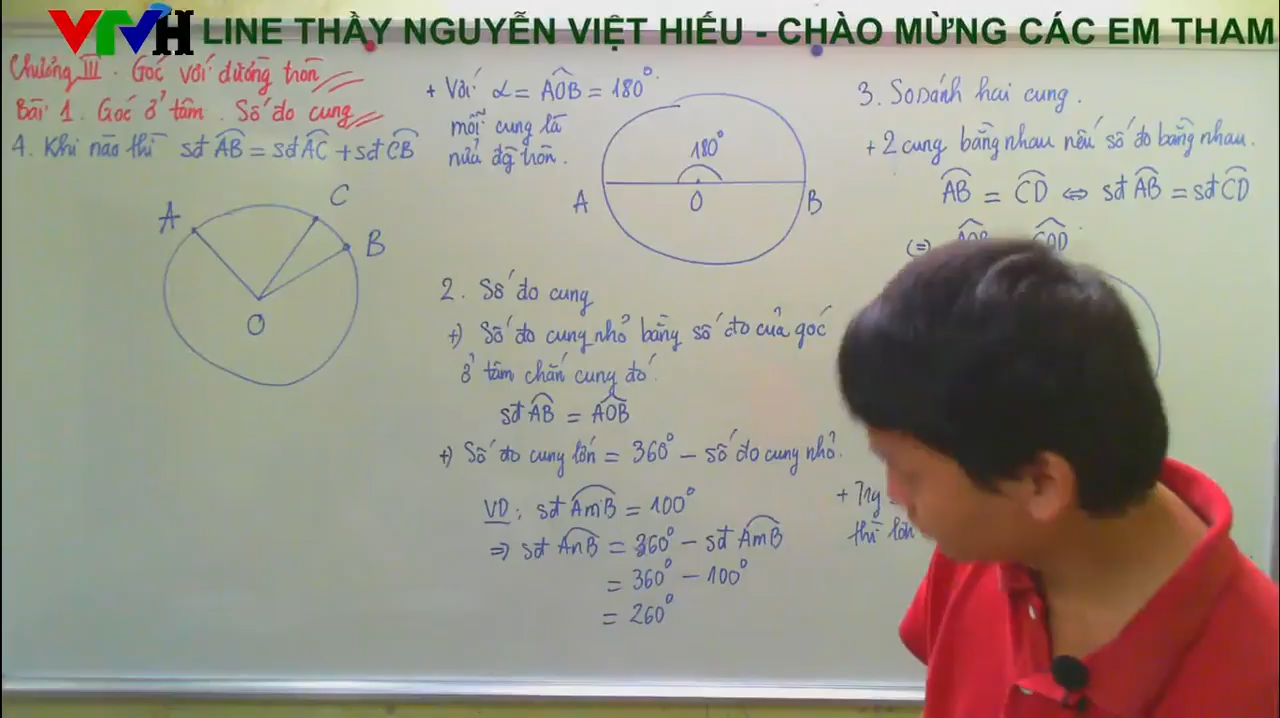 VTVH LINE THẦY NGUYỄN VIỆT HIẾU - CHÀO MỪNG CÁC EM THAM
Chương III. Góc với đường tròn
Bài 1. Góc ở tâm. Số đo cung
4. Khi nào thì sđ AB = sđ AC + sđ CB
A
C
B
O
+ Với α = AOB = 180°
mỗi cung là
nửa đg tròn.
180°
A
O
B
2. Số đo cung
+) Số đo cung nhỏ bằng số đo của góc
ở tâm chắn cung đó.
sđ AB = AOB
+) Số đo cung lớn = 360° - số đo cung nhỏ.
VD: sđ AmB = 100°
⇒ sđ AnB = 360° - sđ AmB
= 360° - 100°
= 260°
3. So sánh hai cung.
+ 2 cung bằng nhau nếu số đo bằng nhau.
AB = CD ⇔ sđ AB = sđ CD
(=) AOB COD
+
thì lớn